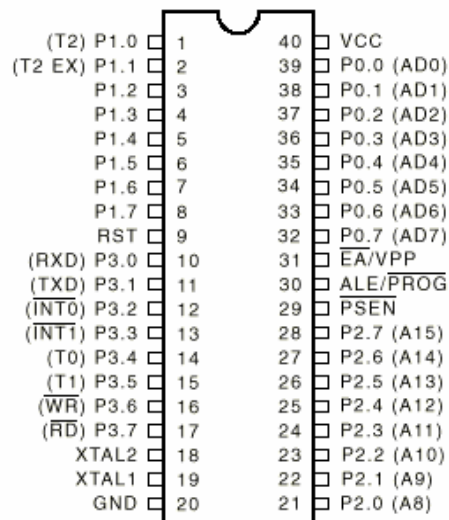 (T2) P1.0 1 40 VCC
(T2 EX) P1.1 2 39 P0.0 (AD0)
P1.2 3 38 P0.1 (AD1)
P1.3 4 37 P0.2 (AD2)
P1.4 5 36 P0.3 (AD3)
P1.5 6 35 P0.4 (AD4)
P1.6 7 34 P0.5 (AD5)
P1.7 8 33 P0.6 (AD6)
RST 9 32 P0.7 (AD7)
(RXD) P3.0 10 31 E̅A̅/VPP
(TXD) P3.1 11 30 ALE/P̅R̅O̅G̅
(I̅N̅T̅0̅) P3.2 12 29 P̅S̅E̅N̅
(I̅N̅T̅1̅) P3.3 13 28 P2.7 (A15)
(T0) P3.4 14 27 P2.6 (A14)
(T1) P3.5 15 26 P2.5 (A13)
(W̅R̅) P3.6 16 25 P2.4 (A12)
(R̅D̅) P3.7 17 24 P2.3 (A11)
XTAL2 18 23 P2.2 (A10)
XTAL1 19 22 P2.1 (A9)
GND 20 21 P2.0 (A8)